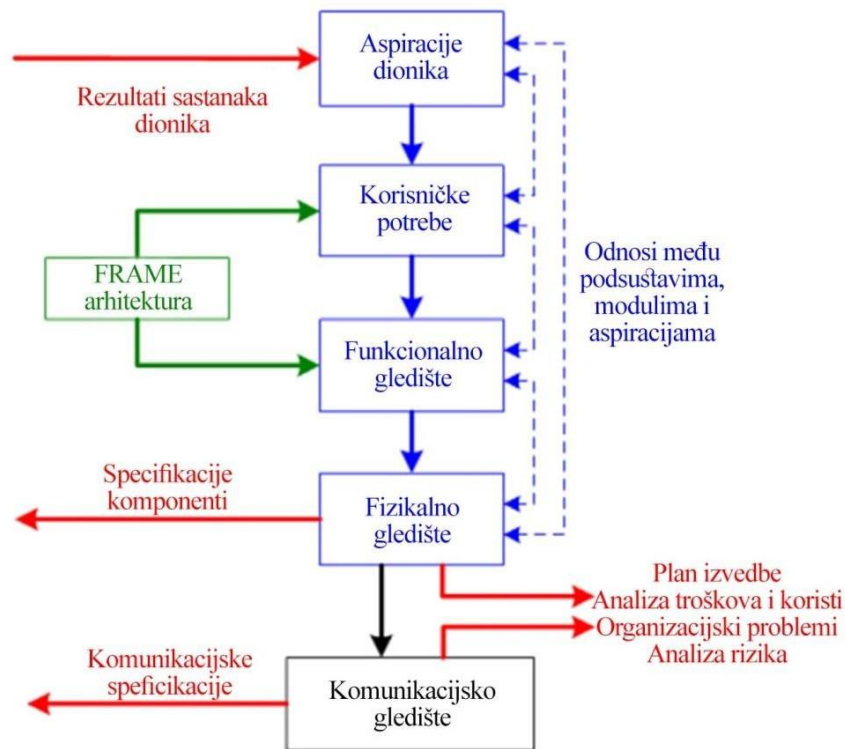 Aspiracije
dionika
Rezultati sastanaka
dionika
Korisničke
potrebe
FRAME
arhitektura
Odnosi među
podsustavima,
modulima i
aspiracijama
Funkcionalno
gledište
Specifikacije
komponenti
Fizikalno
gledište
Plan izvedbe
Analiza troškova i koristi
Organizacijski problemi
Analiza rizika
Komunikacijske
speficikacije
Komunikacijsko
gledište